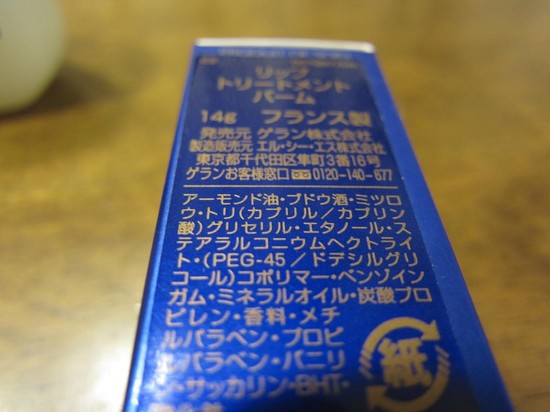 リップ
トリートメント
バーム
14g フランス製
発売元 ゲラン株式会社
製造販売元 エル・シー・エス株式会社
東京都千代田区隼町3番16号
ゲランお客様窓口 0120-140-677
アーモンド油・ブドウ酒・ミツロ
ウ・トリ(カプリル/カプリン
酸)グリセリル・エタノール・ス
テアラルコニウムヘクトライ
ト・(PEG-45/ドデシルグリ
コール)コポリマー・ベンゾイン
ガム・ミネラルオイル・炭酸プロ
ピレン・香料・メチ
ルパラベン・プロピ
ルパラベン・バニリ
ン・サッカリン・BHT・
紙